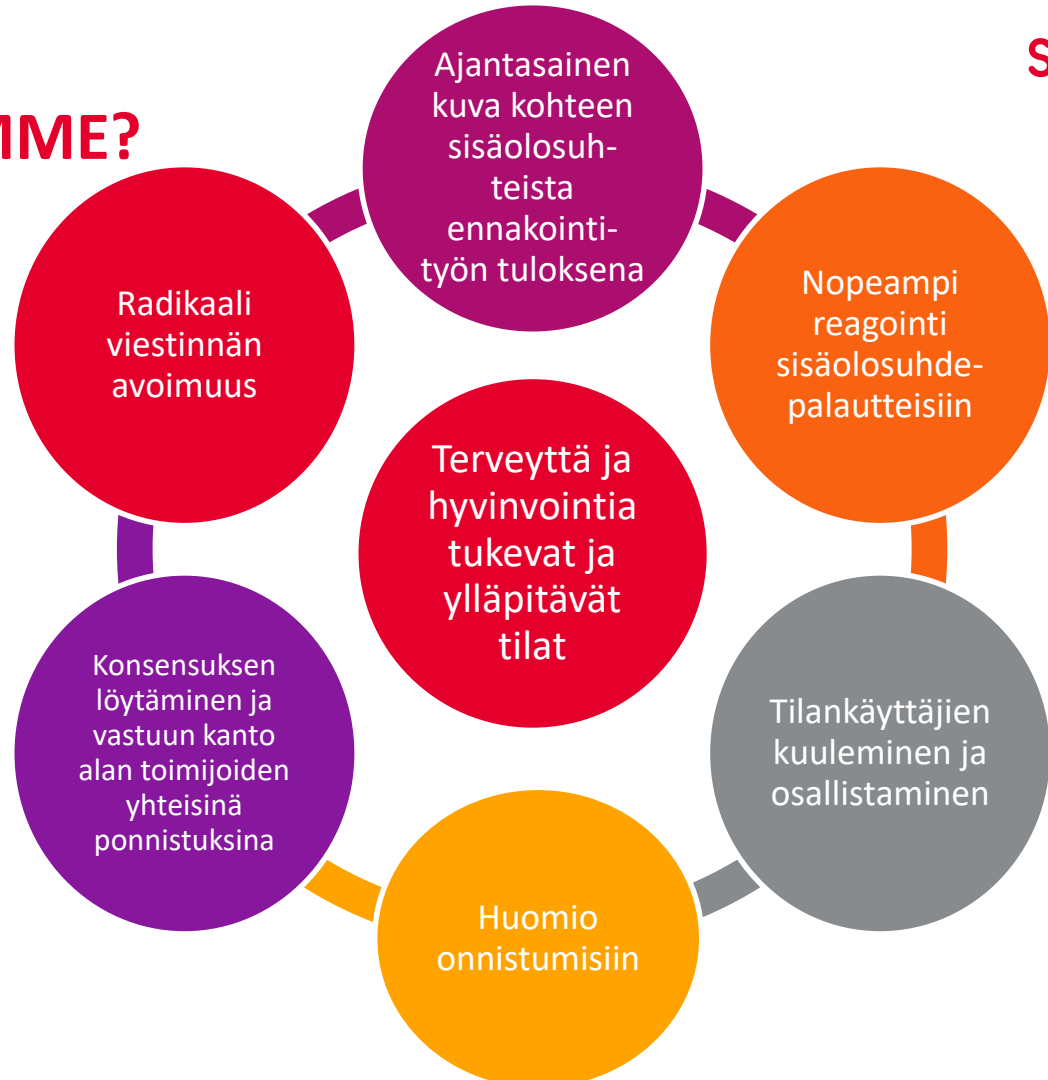 S
MME?
Ajantasainen
kuva kohteen
sisäolosuh-
teista
ennakointi-
työn tuloksena
Nopeampi
reagointi
sisäolosuhde-
palautteisiin
Tilankäyttäjien
kuuleminen ja
osallistaminen
Huomio
onnistumisiin
Konsensuksen
löytäminen ja
vastuun kanto
alan toimijoiden
yhteisinä
ponnistuksina
Radikaali
viestinnän
avoimuus
Terveyttä ja
hyvinvointia
tukevat ja
ylläpitävät
tilat